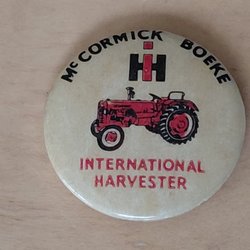 McCORMICK BOEKE
IH
INTERNATIONAL
HARVESTER